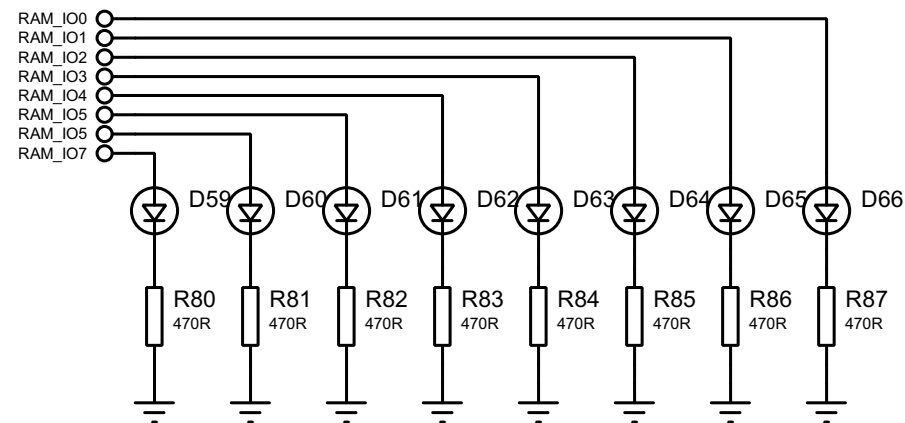 RAM_IO0
RAM_IO1
RAM_IO2
RAM_IO3
RAM_IO4
RAM_IO5
RAM_IO5
RAM_IO7
D59 D60 D61 D62 D63 D64 D65 D66
R80 R81 R82 R83 R84 R85 R86 R87
470R 470R 470R 470R 470R 470R 470R 470R